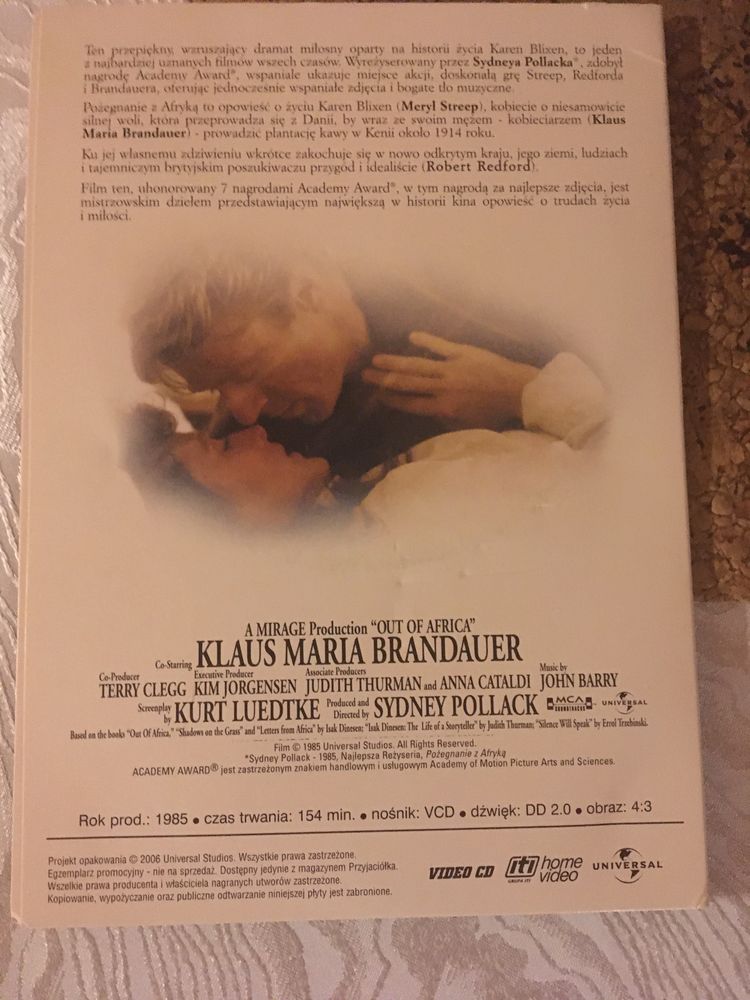 Ten przepiękny, wzruszający dramat miłosny oparty na historii życia Karen Blixen, to jeden
z najbardziej uznanych filmów wszech czasów. Wyreżyserowany przez Sydneya Pollacka*, zdobył
nagrodę Academy Award®, wspaniale ukazuje miejsce akcji, doskonałą grę Streep, Redforda
i Brandauera, oferując jednocześnie wspaniałe zdjęcia i bogate tło muzyczne.
Pożegnanie z Afryką to opowieść o życiu Karen Blixen (Meryl Streep), kobiecie o niesamowicie
silnej woli, która przeprowadza się z Danii, by wraz ze swoim mężem - kobieciarzem (Klaus
Maria Brandauer) - prowadzić plantację kawy w Kenii około 1914 roku.
Ku jej własnemu zdziwieniu wkrótce zakochuje się w nowo odkrytym kraju, jego ziemi, ludziach
i tajemniczym brytyjskim poszukiwaczu przygód i idealiście (Robert Redford).
Film ten, uhonorowany 7 nagrodami Academy Award®, w tym nagrodą za najlepsze zdjęcia, jest
mistrzowskim dziełem przedstawiającym największą w historii kina opowieść o trudach życia
i miłości.
A MIRAGE Production "OUT OF AFRICA"
Co-Starring KLAUS MARIA BRANDAUER
Co-Producer TERRY CLEGG Executive Producer KIM JORGENSEN Associate Producers JUDITH THURMAN and ANNA CATALDI Music by JOHN BARRY
Screenplay by KURT LUEDTKE Produced and Directed by SYDNEY POLLACK MCA SOUNDTRACKS UNIVERSAL
Based on the books "Out Of Africa," "Shadows on the Grass" and "Letters from Africa" by Isak Dinesen; "Isak Dinesen: The Life of a Storyteller" by Judith Thurman; "Silence Will Speak" by Errol Trzebinski.
Film © 1985 Universal Studios. All Rights Reserved.
*Sydney Pollack - 1985, Najlepsza Reżyseria, Pożegnanie z Afryką
ACADEMY AWARD® jest zastrzeżonym znakiem handlowym i usługowym Academy of Motion Picture Arts and Sciences.
Rok prod.: 1985 • czas trwania: 154 min. • nośnik: VCD • dźwięk: DD 2.0 • obraz: 4:3
Projekt opakowania © 2006 Universal Studios. Wszystkie prawa zastrzeżone.
Egzemplarz promocyjny - nie na sprzedaż. Dostępny jedynie z magazynem Przyjaciółka.
Wszelkie prawa producenta i właściciela nagranych utworów zastrzeżone.
Kopiowanie, wypożyczanie oraz publiczne odtwarzanie niniejszej płyty jest zabronione.
VIDEO CD iti home video GRUPA ITI UNIVERSAL